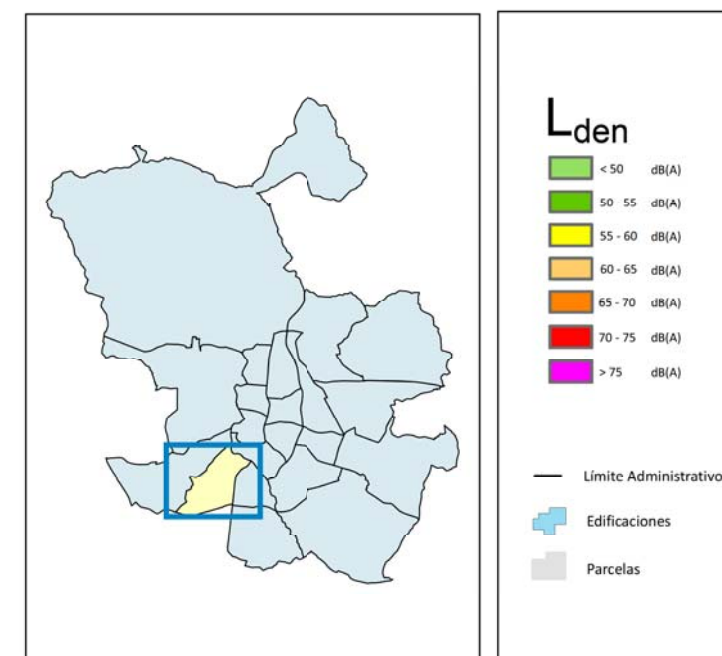 Lden
< 50 dB(A)
50 - 55 dB(A)
55 - 60 dB(A)
60 - 65 dB(A)
65 - 70 dB(A)
70 - 75 dB(A)
> 75 dB(A)
Límite Administrativo
Edificaciones
Parcelas